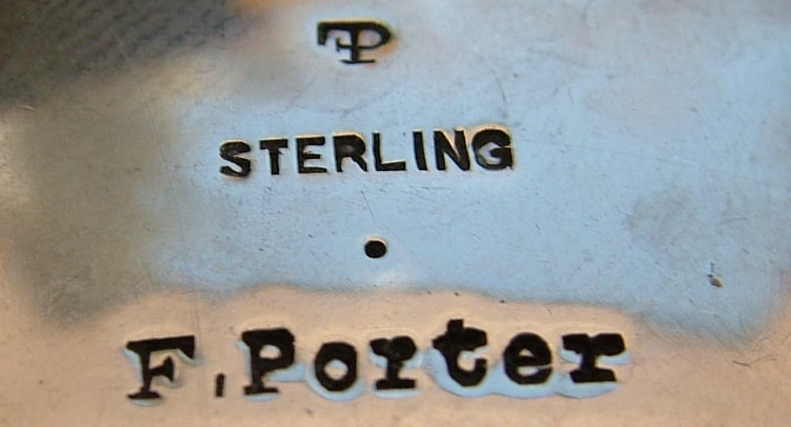 FP
STERLING
F. Porter